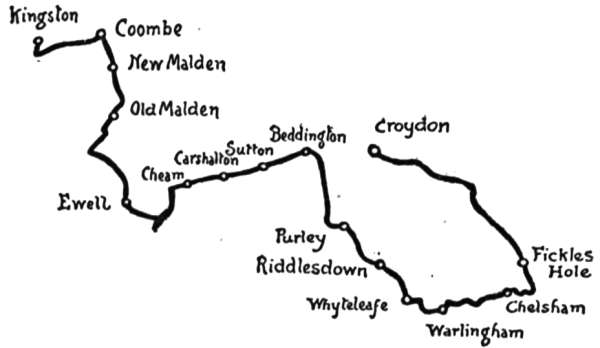 Kingston
Coombe
New Malden
Old Malden
Ewell
Cheam
Carshalton
Sutton
Beddington
Croydon
Purley
Riddlesdown
Whyteleafe
Warlingham
Chelsham
Fickles
Hole